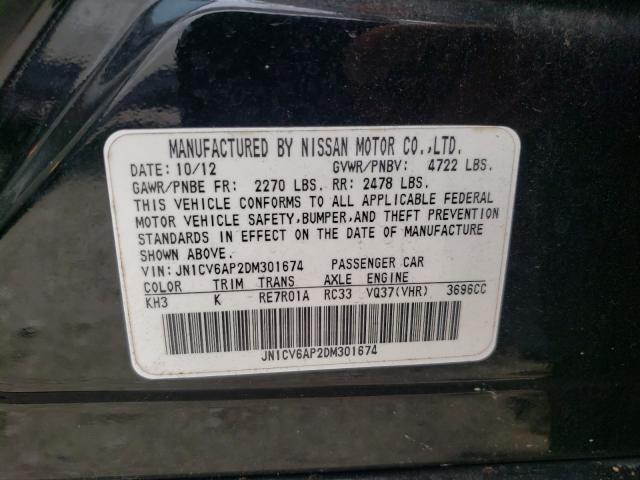 MANUFACTURED BY NISSAN MOTOR CO.,LTD.
DATE: 10/12 GVWR/PNBV: 4722 LBS.
GAWR/PNBE FR: 2270 LBS. RR: 2478 LBS.
THIS VEHICLE CONFORMS TO ALL APPLICABLE FEDERAL
MOTOR VEHICLE SAFETY,BUMPER,AND THEFT PREVENTION
STANDARDS IN EFFECT ON THE DATE OF MANUFACTURE
SHOWN ABOVE.
VIN:JN1CV6AP2DM301674 PASSENGER CAR
COLOR TRIM TRANS AXLE ENGINE
KH3 K RE7R01A RC33 VQ37(VHR) 3696CC
JN1CV6AP2DM301674